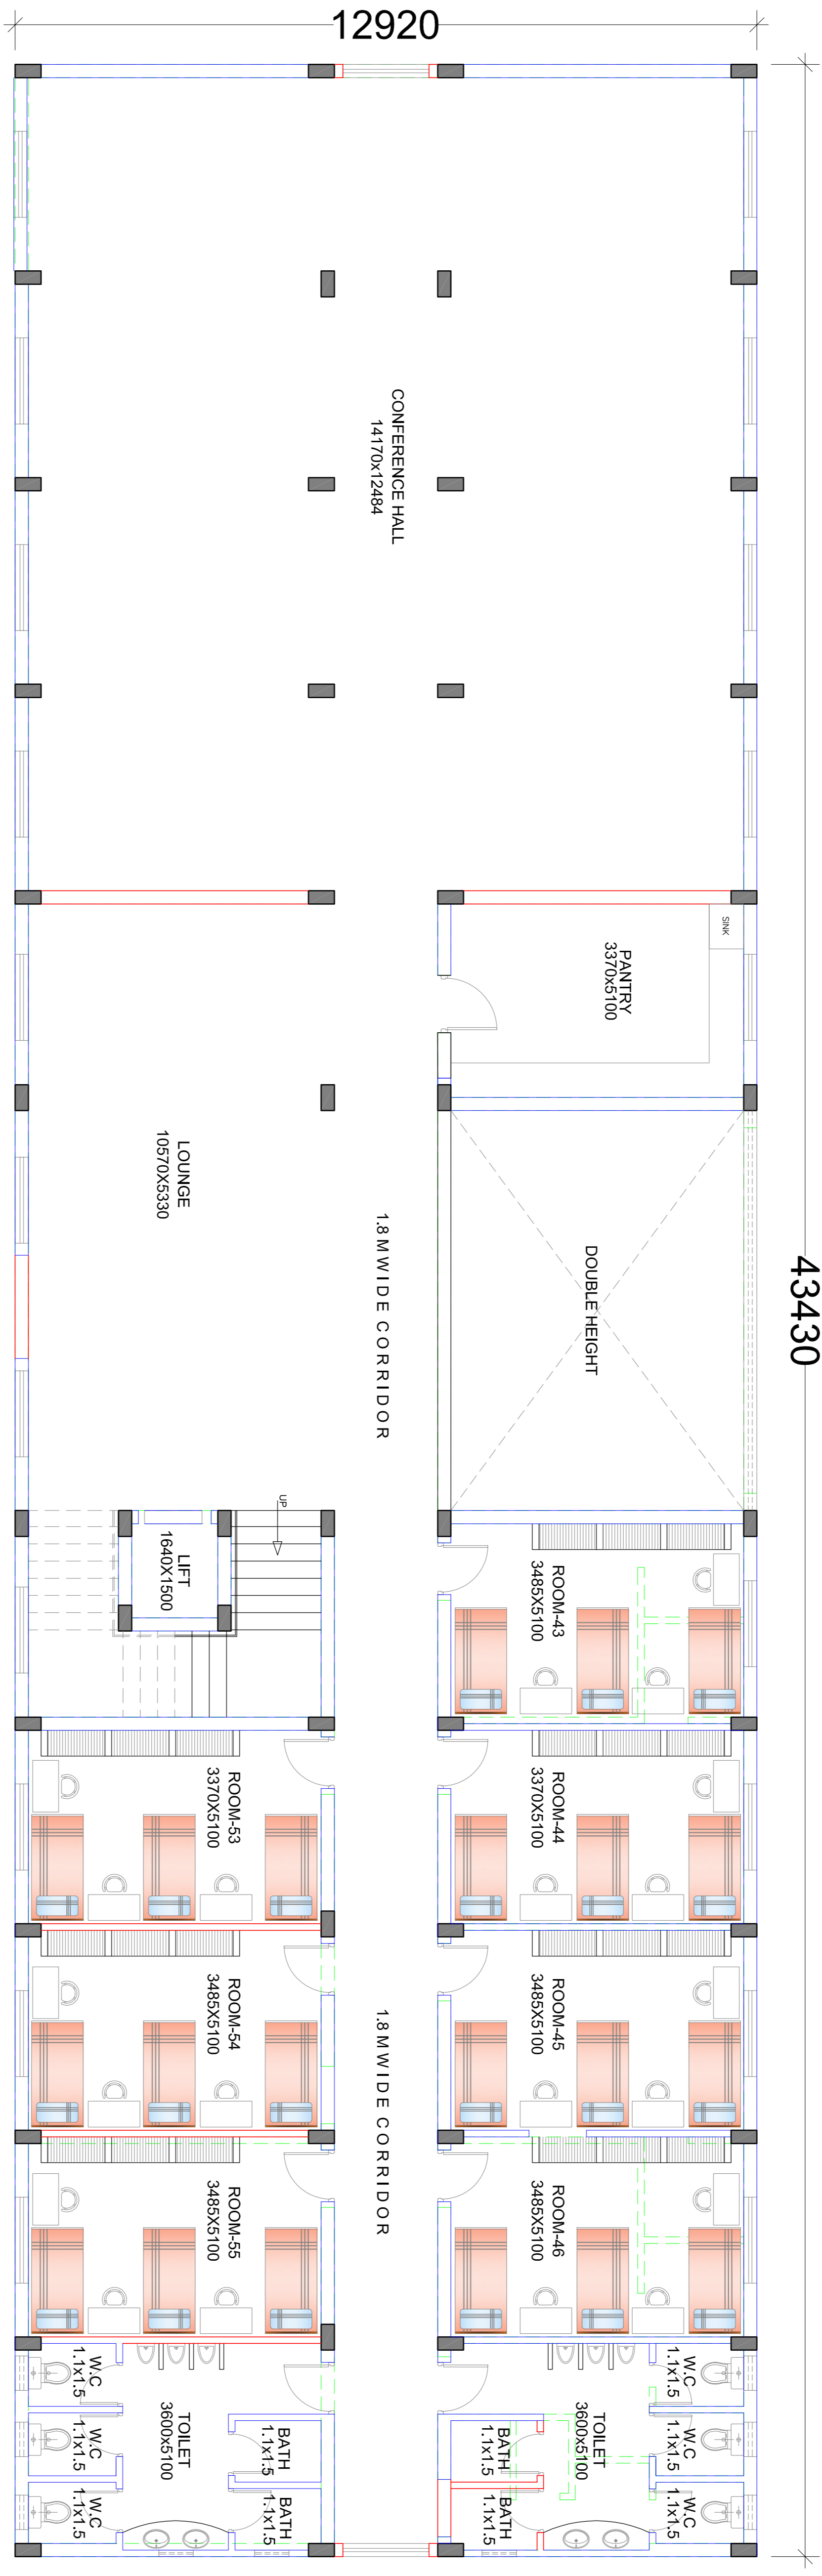 12920
43430
CONFERENCE HALL
14170x12484
SINK
PANTRY
3370x5100
LOUNGE
10570X5330
1.8 M WIDE CORRIDOR
DOUBLE HEIGHT
UP
LIFT
1640X1500
ROOM-43
3485X5100
ROOM-53
3370X5100
ROOM-44
3370X5100
ROOM-54
3485X5100
ROOM-45
3485X5100
1.8 M WIDE CORRIDOR
ROOM-55
3485X5100
ROOM-46
3485X5100
W.C
1.1x1.5
W.C
1.1x1.5
W.C
1.1x1.5
TOILET
3600x5100
BATH
1.1x1.5
BATH
1.1x1.5
BATH
1.1x1.5
BATH
1.1x1.5
TOILET
3600x5100
W.C
1.1x1.5
W.C
1.1x1.5
W.C
1.1x1.5